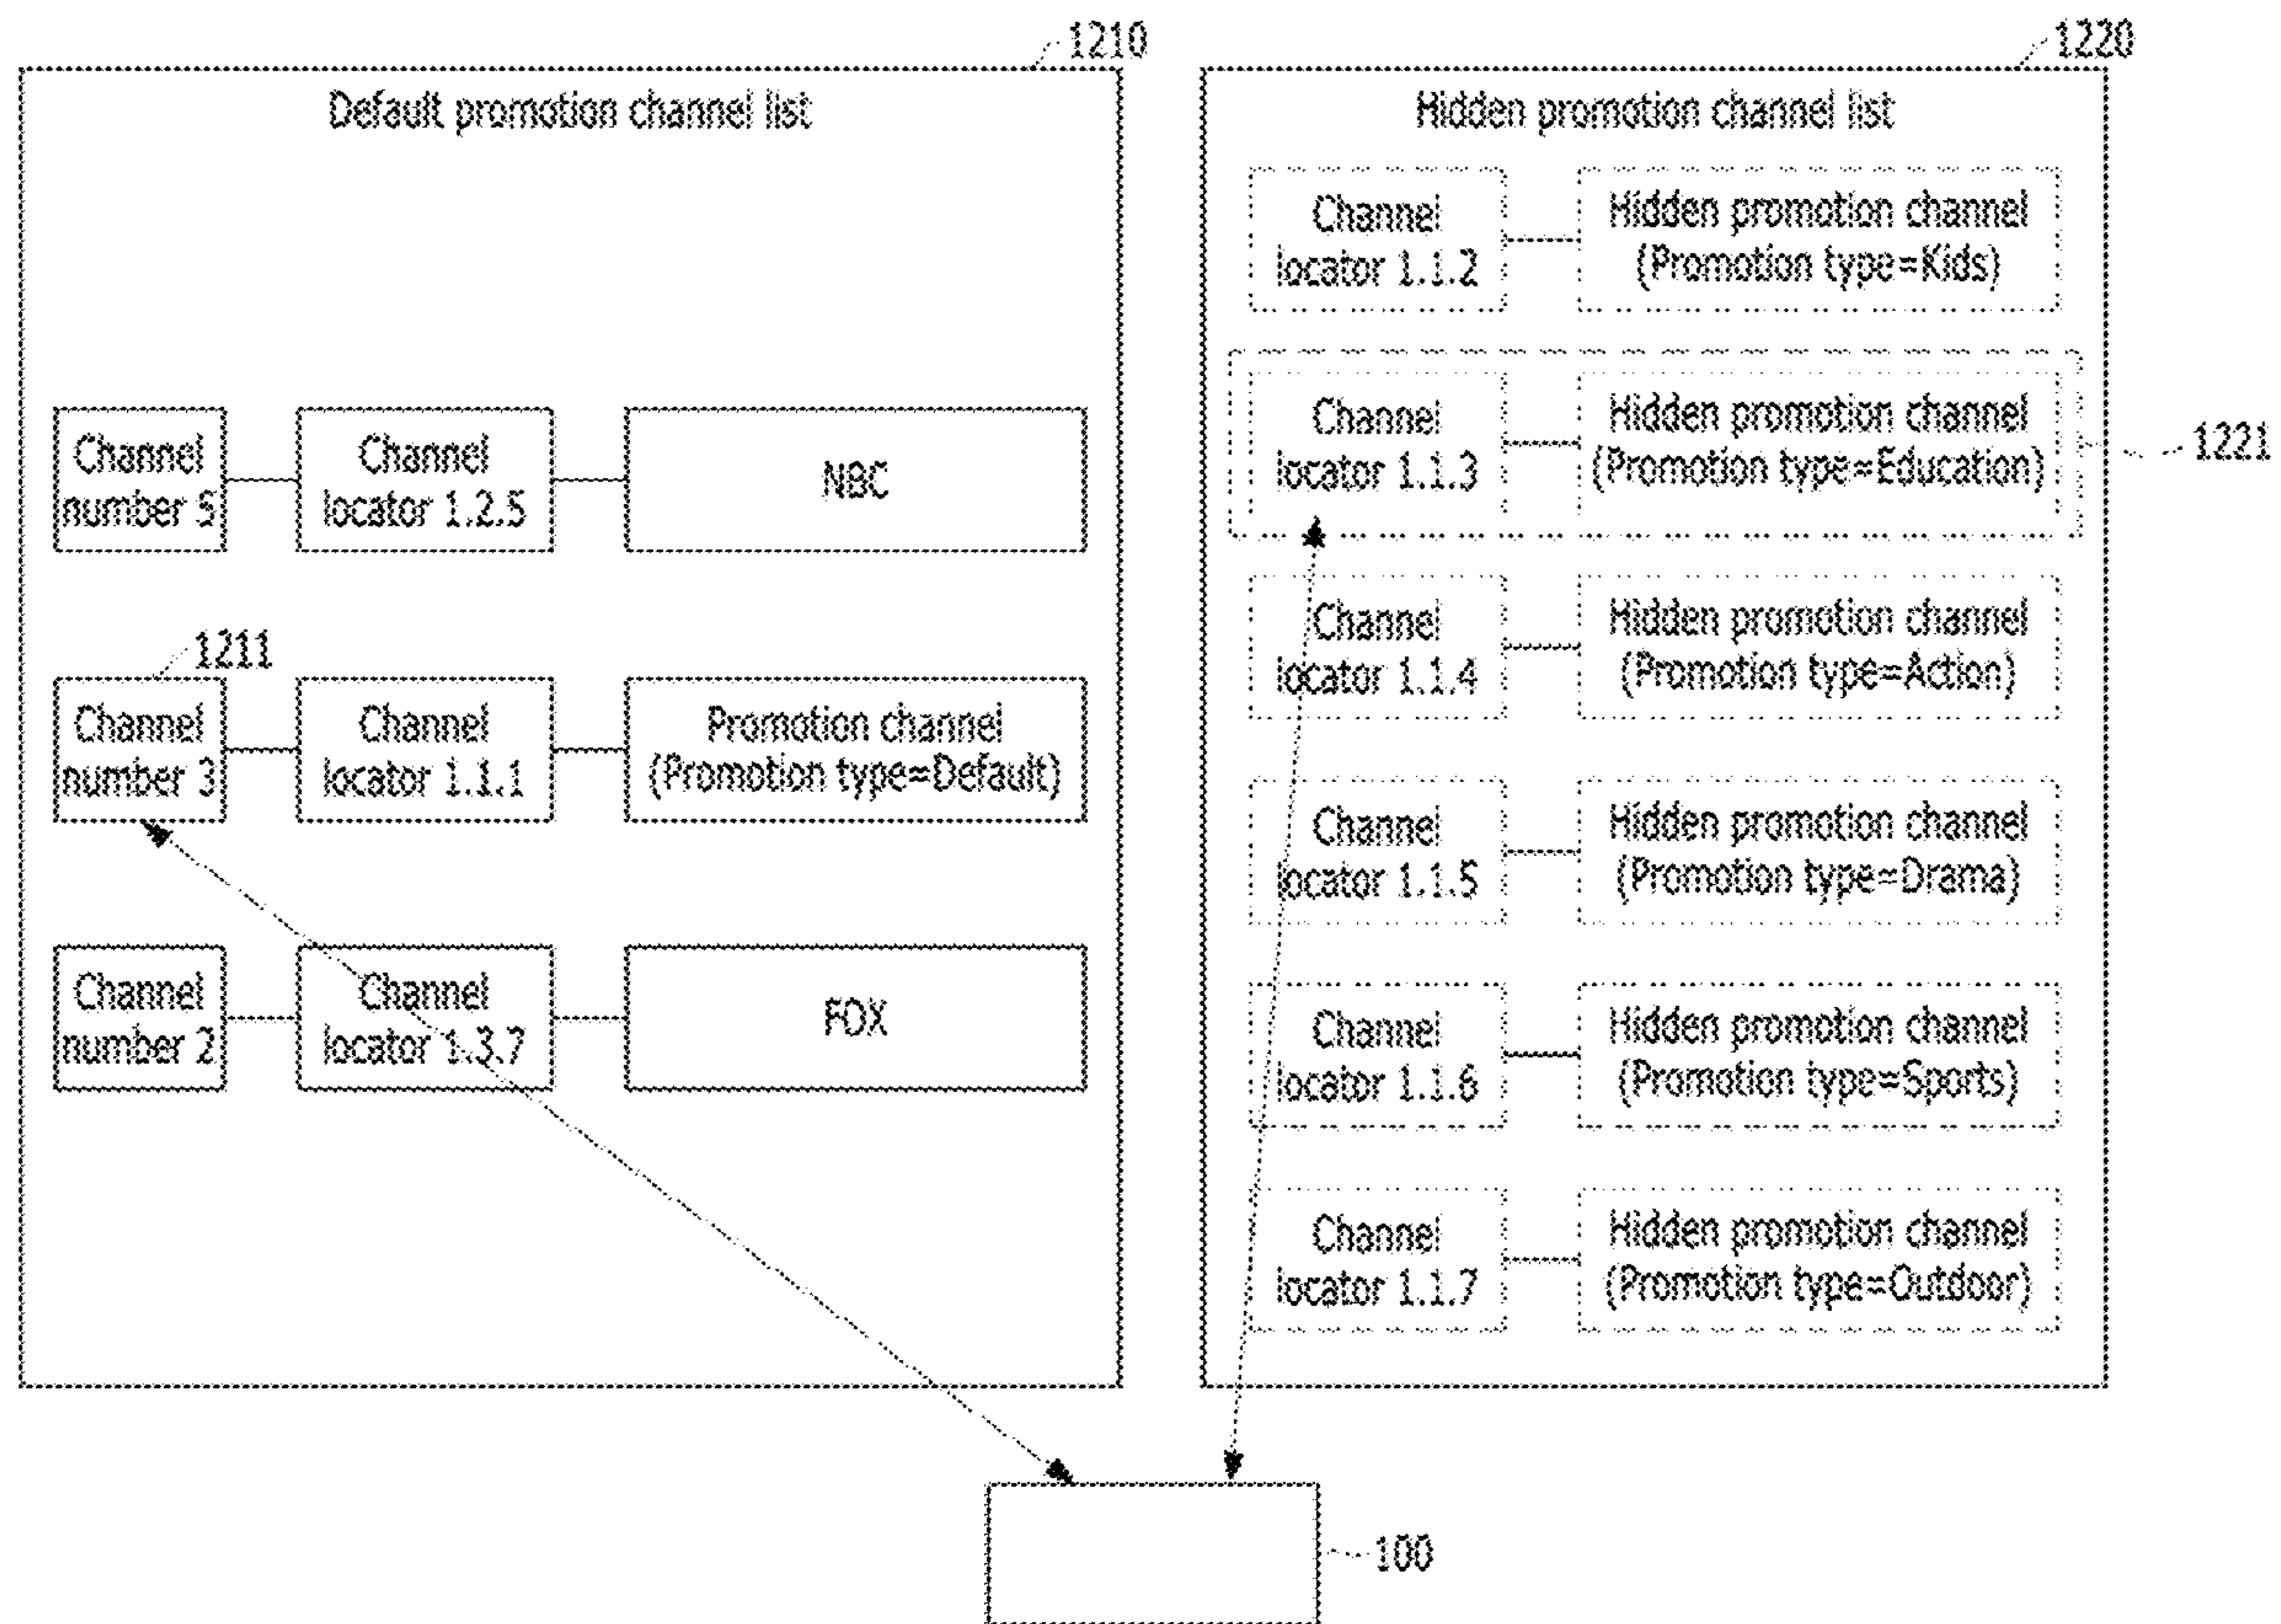 1210
1220
Default promotion channel list
Channel
number 5
Channel
locator 1.2.5
NBC
1211
Channel
number 3
Channel
locator 1.1.1
Promotion channel
(Promotion type=Default)
Channel
number 2
Channel
locator 1.3.7
FOX
Hidden promotion channel list
Channel
locator 1.1.2
Hidden promotion channel
(Promotion type=Kids)
Channel
locator 1.1.3
Hidden promotion channel
(Promotion type=Education)
1221
Channel
locator 1.1.4
Hidden promotion channel
(Promotion type=Action)
Channel
locator 1.1.5
Hidden promotion channel
(Promotion type=Drama)
Channel
locator 1.1.6
Hidden promotion channel
(Promotion type=Sports)
Channel
locator 1.1.7
Hidden promotion channel
(Promotion type=Outdoor)
100